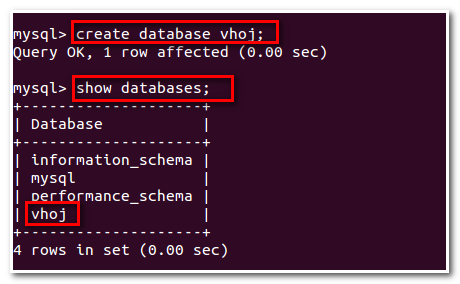 mysql> create database vhoj;
Query OK, 1 row affected (0.00 sec)
mysql> show databases;
+--------------------+
| Database           |
+--------------------+
| information_schema |
| mysql              |
| performance_schema |
| vhoj               |
+--------------------+
4 rows in set (0.00 sec)